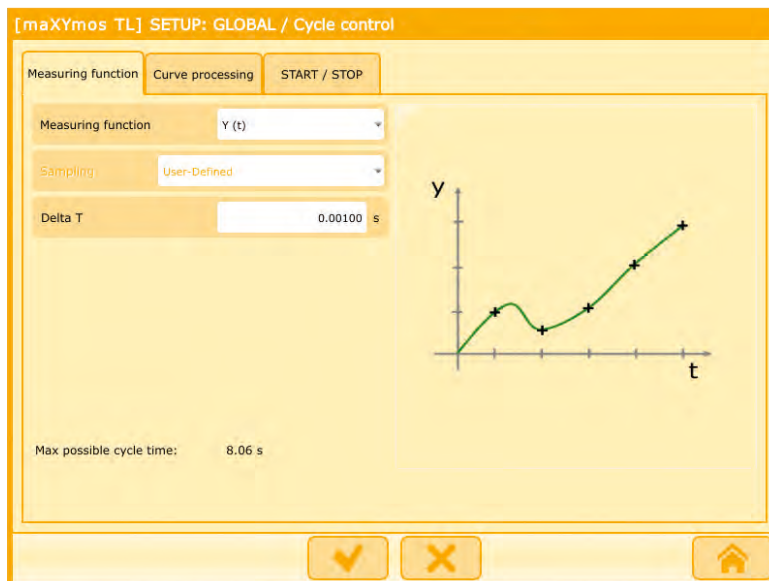 [maXYmos TL] SETUP: GLOBAL / Cycle control
Measuring function Curve processing START / STOP
Measuring function Y (t)
Sampling User-Defined
Delta T 0.00100 s
y
t
Max possible cycle time: 8.06 s